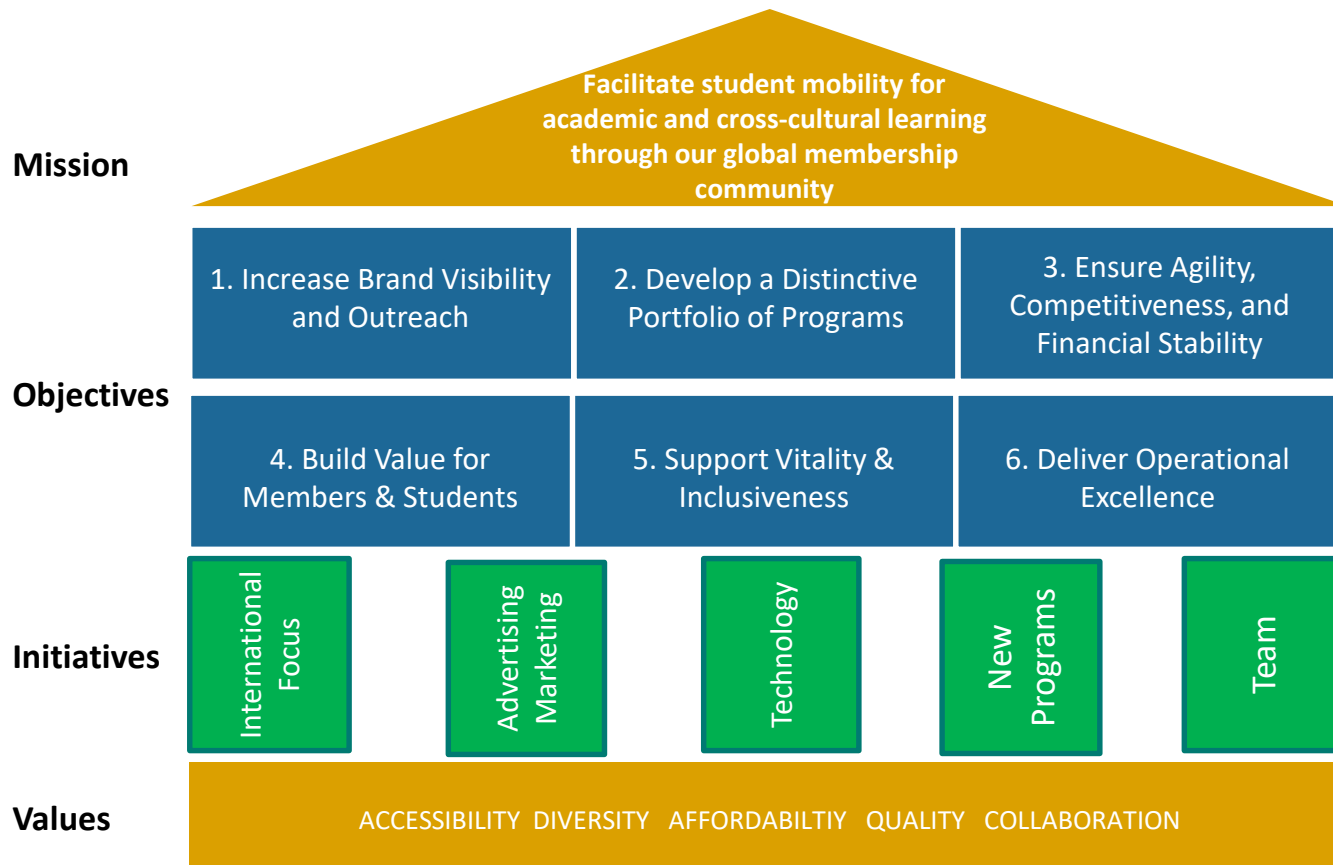 Facilitate student mobility for
academic and cross-cultural learning
through our global membership
community
Mission
1. Increase Brand Visibility
and Outreach
2. Develop a Distinctive
Portfolio of Programs
3. Ensure Agility,
Competitiveness, and
Financial Stability
Objectives
4. Build Value for
Members & Students
5. Support Vitality &
Inclusiveness
6. Deliver Operational
Excellence
Initiatives
International
Focus
Advertising
Marketing
Technology
New
Programs
Team
Values
ACCESSIBILITY DIVERSITY AFFORDABILTIY QUALITY COLLABORATION